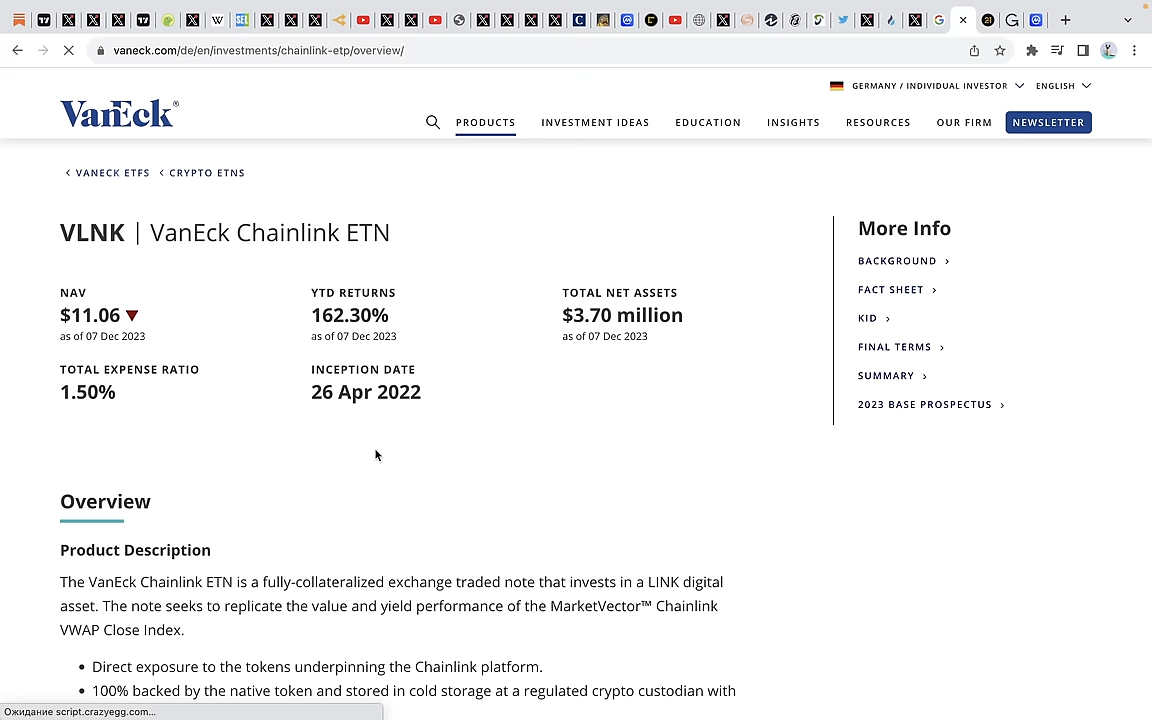 vaneck.com/de/en/investments/chainlink-etp/overview/
GERMANY / INDIVIDUAL INVESTOR ENGLISH
VanEck®
PRODUCTS INVESTMENT IDEAS EDUCATION INSIGHTS RESOURCES OUR FIRM NEWSLETTER
VANECK ETFS CRYPTO ETNS
VLNK | VanEck Chainlink ETN
NAV
$11.06
as of 07 Dec 2023
YTD RETURNS
162.30%
as of 07 Dec 2023
TOTAL NET ASSETS
$3.70 million
as of 07 Dec 2023
TOTAL EXPENSE RATIO
1.50%
INCEPTION DATE
26 Apr 2022
More Info
BACKGROUND
FACT SHEET
KID
FINAL TERMS
SUMMARY
2023 BASE PROSPECTUS
Overview
Product Description
The VanEck Chainlink ETN is a fully-collateralized exchange traded note that invests in a LINK digital
asset. The note seeks to replicate the value and yield performance of the MarketVector™ Chainlink
VWAP Close Index.
Direct exposure to the tokens underpinning the Chainlink platform.
100% backed by the native token and stored in cold storage at a regulated crypto custodian with
Ожидание script.crazyegg.com...